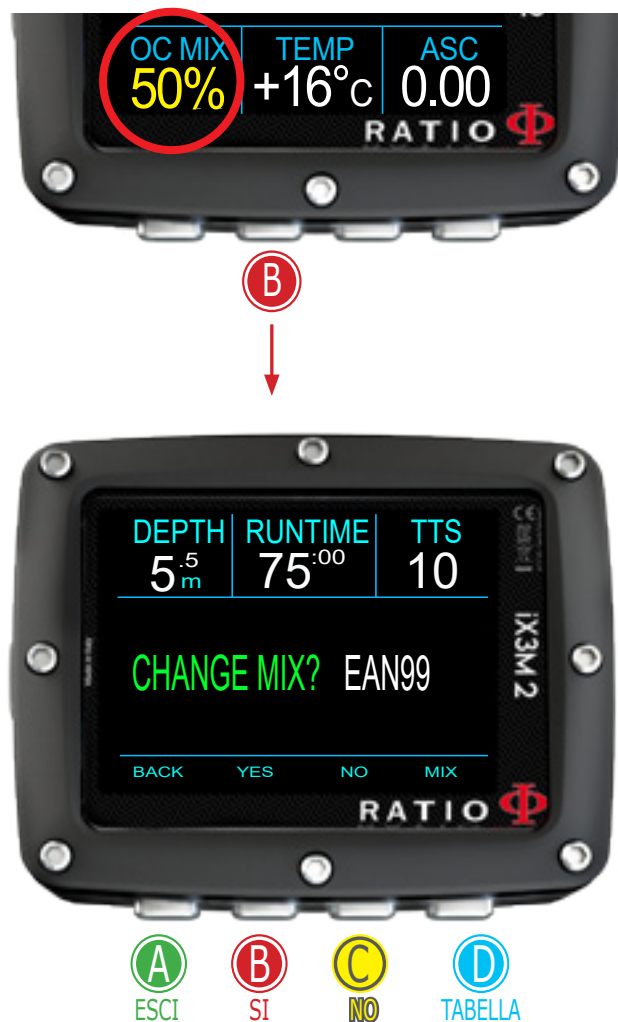 OC MIX TEMP ASC
50% +16°C 0.00
RATIO
B
DEPTH RUNTIME TTS
5.5 m 75:00 10
iX3M 2
CHANGE MIX? EAN99
BACK YES NO MIX
RATIO
A B C D
ESCI SI NO TABELLA